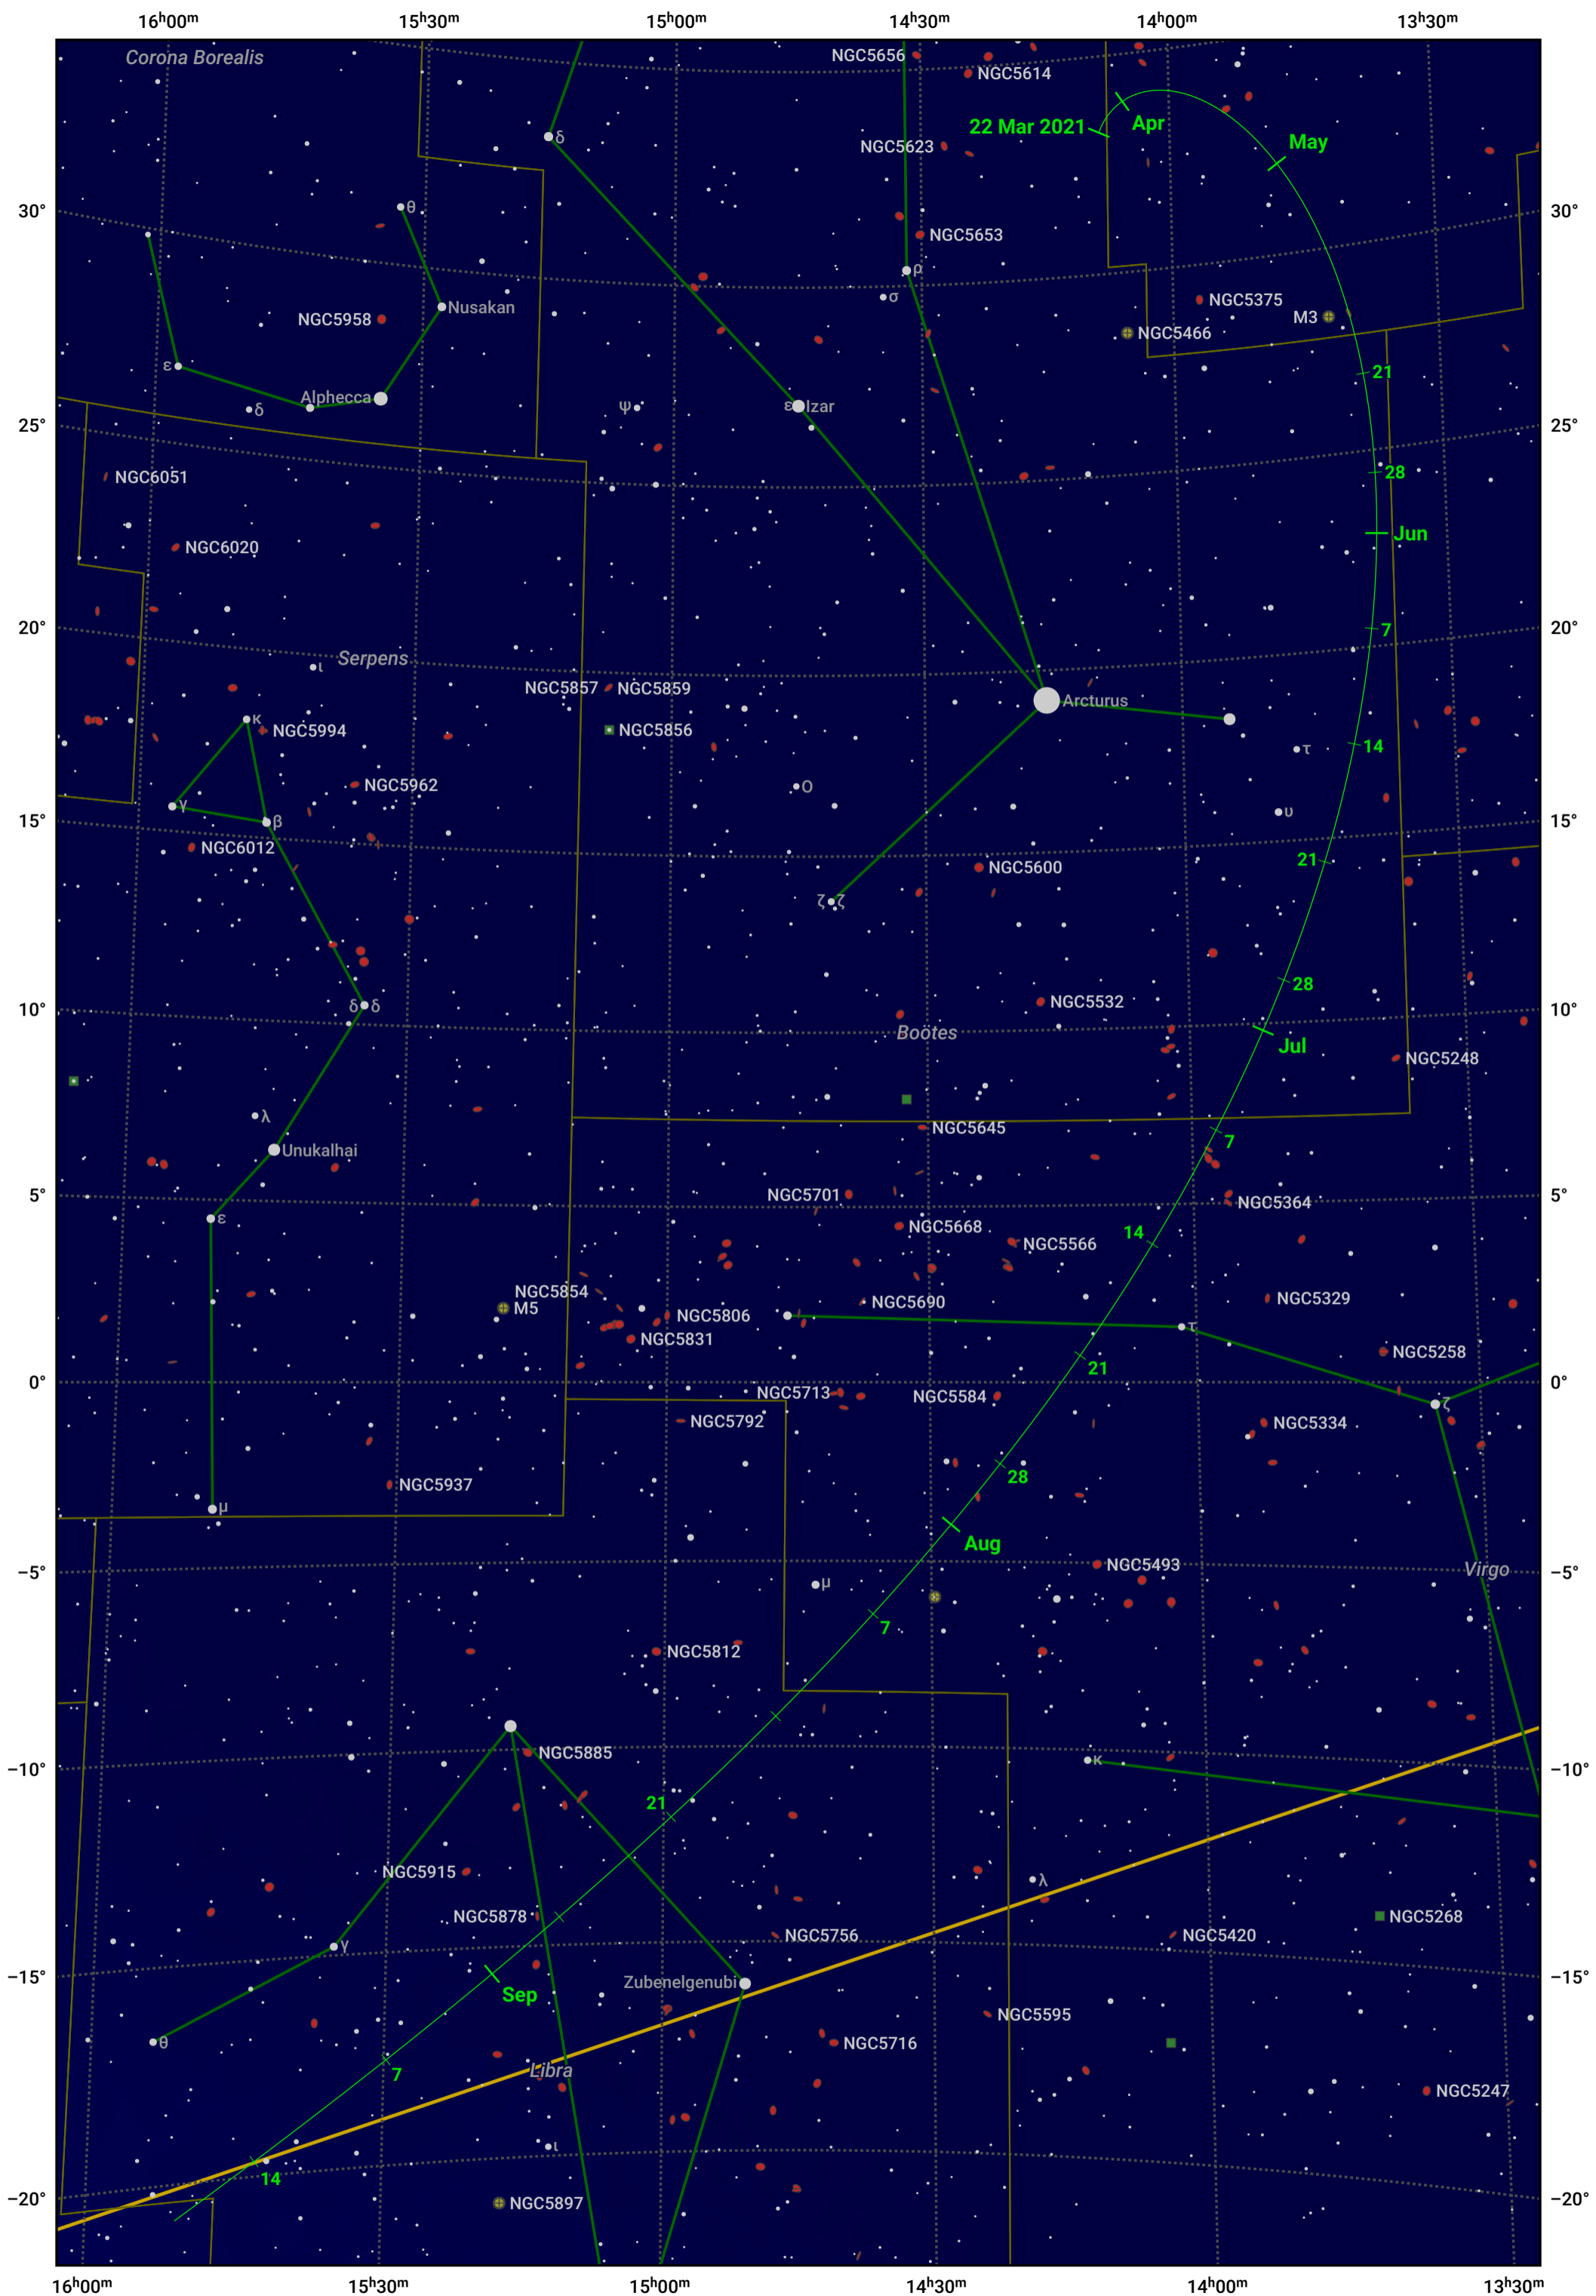 16h00m 15h30m 15h00m 14h30m 14h00m 13h30m
Corona Borealis
NGC5656
NGC5614
22 Mar 2021
Apr
δ
May
NGC5623
θ
30°
30°
NGC5653
ρ
σ
NGC5375
Nusakan
M3
NGC5958
NGC5466
ε
21
Alphecca
δ
ψ
ε Izar
25°
25°
28
NGC6051
Jun
NGC6020
20°
20°
7
Serpens
ι
NGC5857 NGC5859
Arcturus
κ
NGC5994
NGC5856
τ
14
NGC5962
ο
γ
υ
15°
15°
β
NGC6012
21
NGC5600
ζ ζ
28
NGC5532
δ δ
10°
10°
Boötes
Jul
NGC5248
λ
NGC5645
7
Unukalhai
5°
5°
NGC5701
NGC5364
ε
NGC5668
14
NGC5566
NGC5854
NGC5329
M5
NGC5690
NGC5806
τ
NGC5831
NGC5258
21
0°
0°
NGC5713
NGC5584
ζ
NGC5792
NGC5334
28
NGC5937
μ
Aug
NGC5493
−5°
−5°
Virgo
μ
7
NGC5812
NGC5885
κ
−10°
−10°
21
NGC5915
λ
NGC5878
NGC5268
NGC5756
NGC5420
γ
−15°
−15°
Zubenelgenubi
Sep
NGC5595
θ
NGC5716
Libra
7
NGC5247
ι
14
−20°
−20°
NGC5897
16h00m 15h30m 15h00m 14h30m 14h00m 13h30m